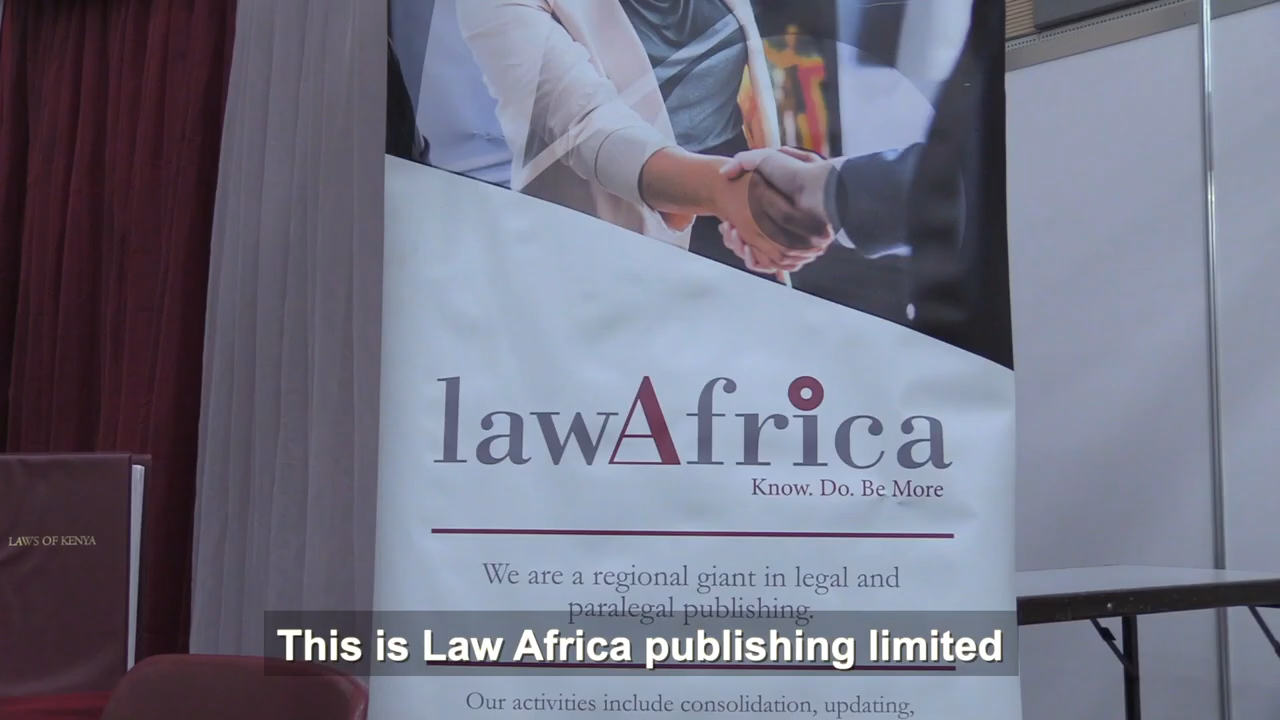 lawAfrica
Know. Do. Be More
We are a regional giant in legal and
paralegal publishing.
This is Law Africa publishing limited
Our activities include consolidation, updating,
LAWS OF KENYA